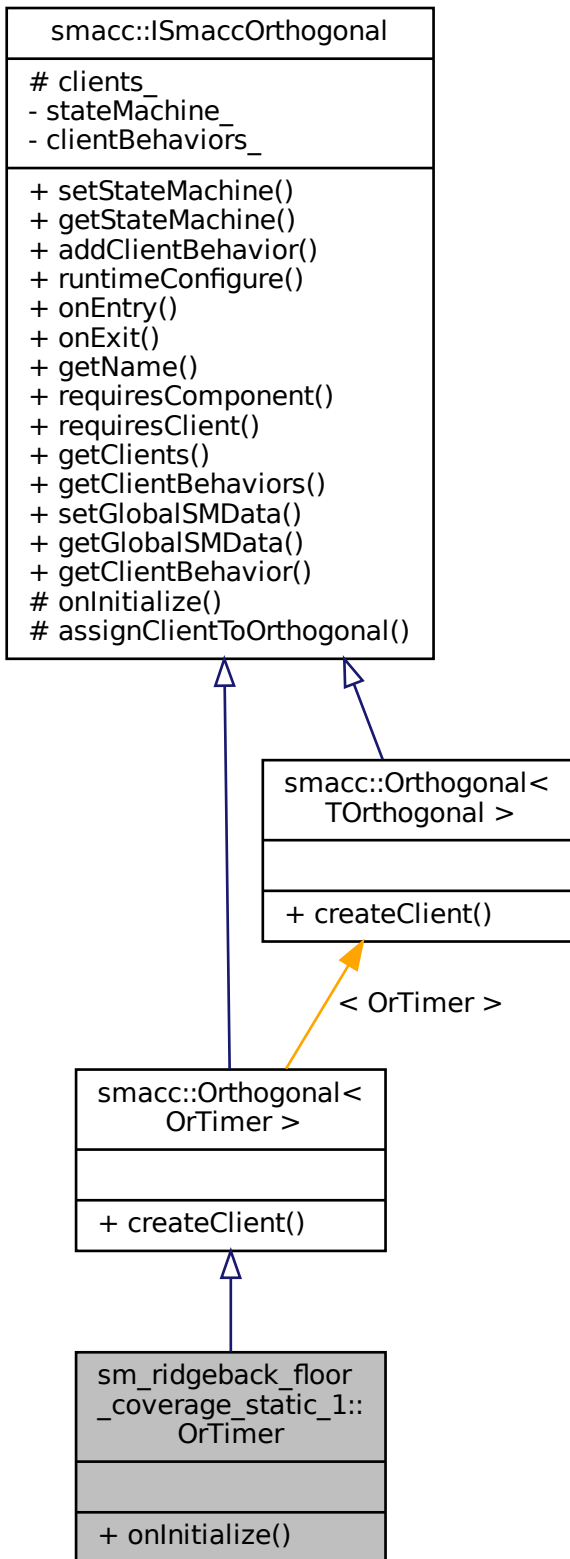 smacc::ISmaccOrthogonal
# clients_
- stateMachine_
- clientBehaviors_
+ setStateMachine()
+ getStateMachine()
+ addClientBehavior()
+ runtimeConfigure()
+ onEntry()
+ onExit()
+ getName()
+ requiresComponent()
+ requiresClient()
+ getClients()
+ getClientBehaviors()
+ setGlobalSMData()
+ getGlobalSMData()
+ getClientBehavior()
# onInitialize()
# assignClientToOrthogonal()
smacc::Orthogonal<
TOrthogonal >
+ createClient()
< OrTimer >
smacc::Orthogonal<
OrTimer >
+ createClient()
sm_ridgeback_floor
_coverage_static_1::
OrTimer
+ onInitialize()